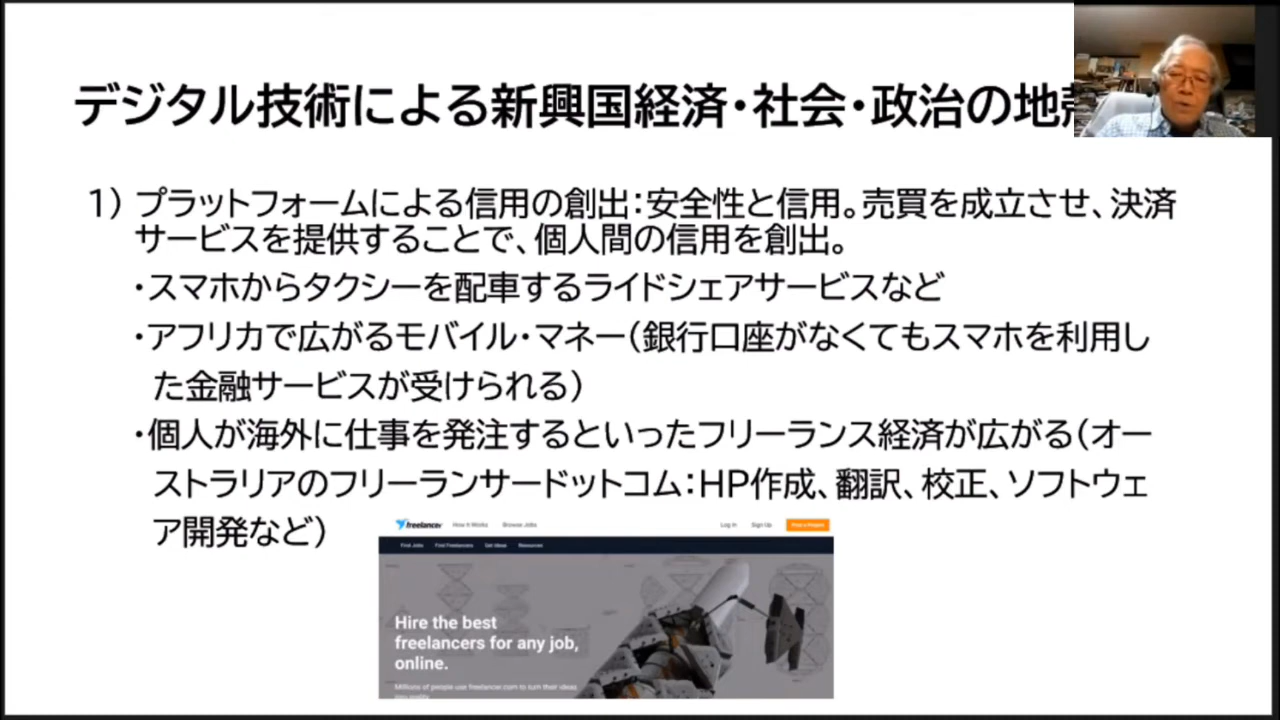 デジタル技術による新興国経済・社会・政治の地
1) プラットフォームによる信用の創出：安全性と信用。売買を成立させ、決済
サービスを提供することで、個人間の信用を創出。
・スマホからタクシーを配車するライドシェアサービスなど
・アフリカで広がるモバイル・マネー（銀行口座がなくてもスマホを利用し
た金融サービスが受けられる）
・個人が海外に仕事を発注するといったフリーランス経済が広がる（オー
ストラリアのフリーランサードットコム：HP作成、翻訳、校正、ソフトウェ
ア開発など）
freelancer How It Works Browse Jobs Log In Sign Up
Find Jobs Find Freelancers Get Ideas Resources
Hire the best
freelancers for any job,
online.
Millions of people use freelancer.com to turn their ideas
into reality.